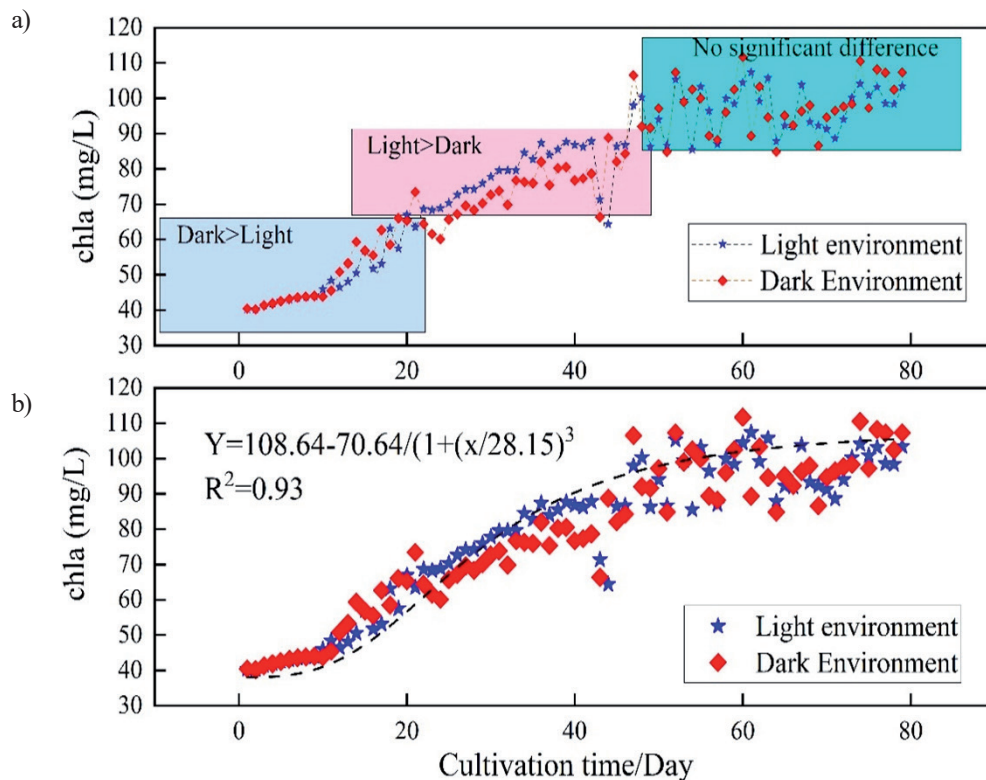 a)
120
110
100
90
80
70
60
50
40
30
chla (mg/L)
No significant difference
Light>Dark
Dark>Light
Light environment
Dark Environment
0 20 40 60 80
b)
120
110
100
90
80
70
60
50
40
30
chla (mg/L)
Y=108.64-70.64/(1+(x/28.15)³
R²=0.93
Light environment
Dark Environment
0 20 40 60 80
Cultivation time/Day